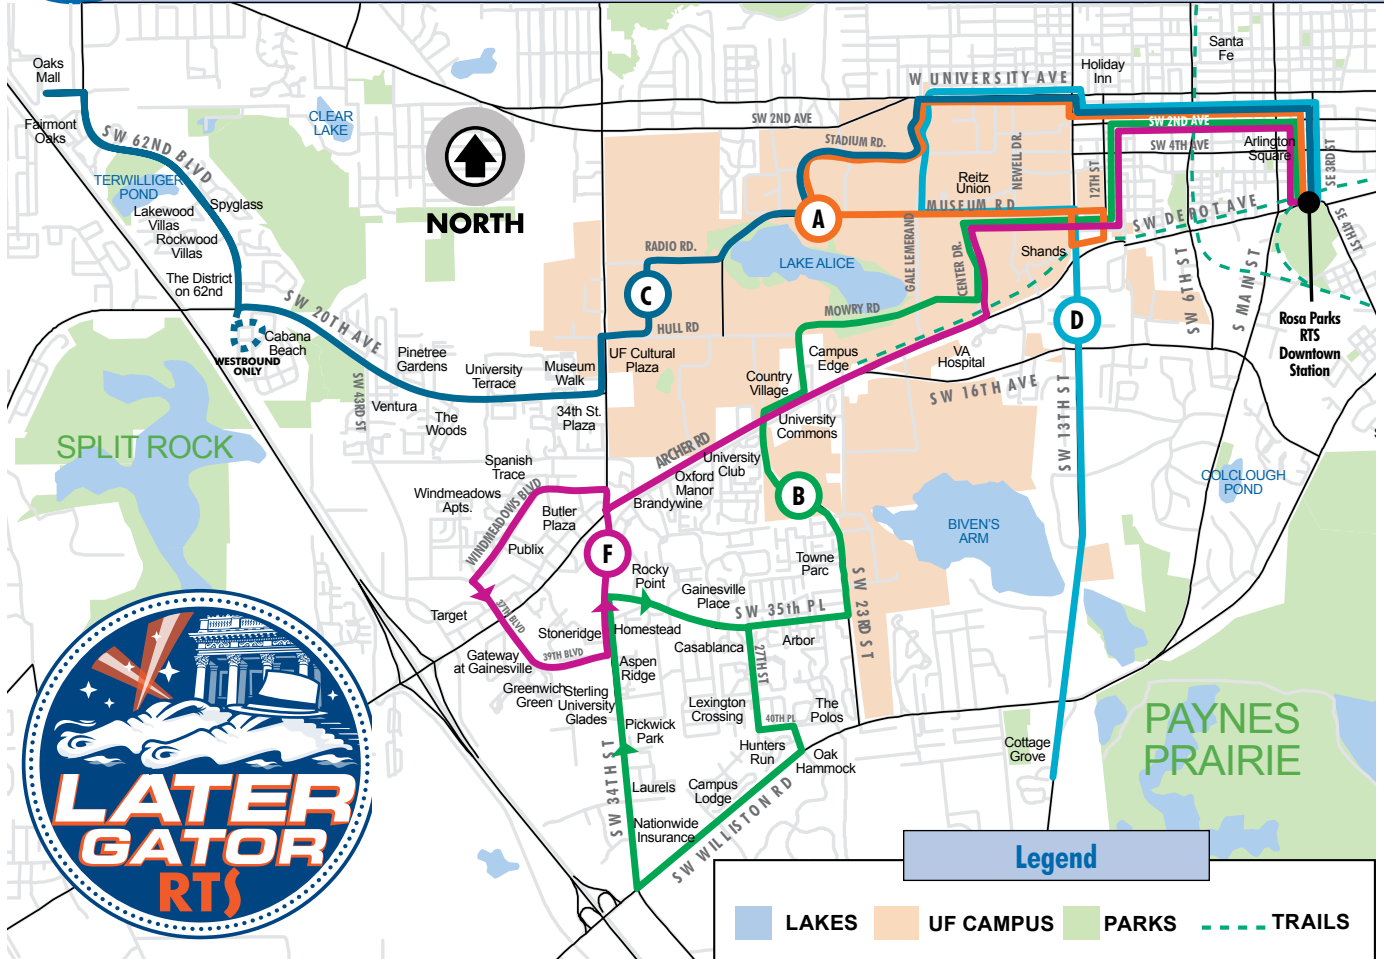 Oaks
Mall
Fairmont
Oaks
SW 62ND BLVD
CLEAR
LAKE
TERWILLIGER
POND
Lakewood
Villas
Rockwood
Villas
Spyglass
The District
on 62nd
WESTBOUND
ONLY
Cabana
Beach
SW 20TH AVE
NORTH
SW 43RD ST
Pinetree
Gardens
Ventura
The
Woods
University
Terrace
Museum
Walk
34th St.
Plaza
UF Cultural
Plaza
HULL RD
RADIO RD.
C
A
STADIUM RD.
SW 2ND AVE
W UNIVERSITY AVE
Holiday
Inn
Santa
Fe
SW 2ND AVE
SW 4TH AVE
Arlington
Square
SE 3RD ST
SE 4TH ST
NEWELL DR.
12TH ST
Reitz
Union
MUSEUM RD
SW DEPOT AVE
LAKE ALICE
GALE LEMERAND
CENTER DR.
Shands
MOWRY RD
D
SW 6TH ST
S MAIN ST
Rosa Parks
RTS
Downtown
Station
Campus
Edge
VA
Hospital
SW 16TH AVE
SW 13TH ST
Country
Village
University
Commons
ARCHER RD
University
Club
Oxford
Manor
Brandywine
SPLIT ROCK
Spanish
Trace
Windmeadows
Apts.
WINDMEADOWS BLVD
Butler
Plaza
Publix
F
B
COLCLOUGH
POND
BIVEN'S
ARM
Towne
Parc
Rocky
Point
Gainesville
Place
SW 35th PL
SW 23RD ST
Target
37TH BLVD
Stoneridge
Homestead
Casablanca
Arbor
39TH BLVD
Gateway
at Gainesville
Aspen
Ridge
27TH ST
Greenwich
Green
Sterling
University
Glades
Lexington
Crossing
The
Polos
40TH PL
Pickwick
Park
Hunters
Run
Oak
Hammock
SW 34TH ST
Laurels
Campus
Lodge
SW WILLISTON RD
Nationwide
Insurance
Cottage
Grove
PAYNES
PRAIRIE
LATER
GATOR
RTS
Legend
LAKES
UF CAMPUS
PARKS
TRAILS